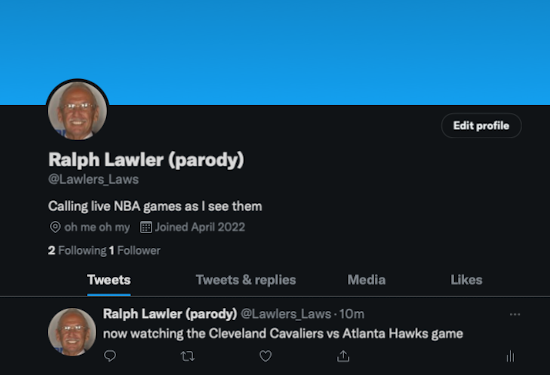 Edit profile
Ralph Lawler (parody)
@Lawlers_Laws
Calling live NBA games as I see them
oh me oh my Joined April 2022
2 Following 1 Follower
Tweets Tweets & replies Media Likes
Ralph Lawler (parody) @Lawlers_Laws · 10m
now watching the Cleveland Cavaliers vs Atlanta Hawks game